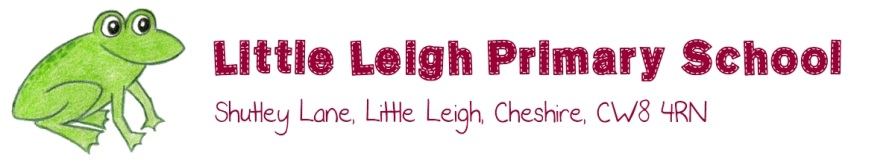 Little Leigh Primary School
Shutley Lane, Little Leigh, Cheshire, CW8 4RN